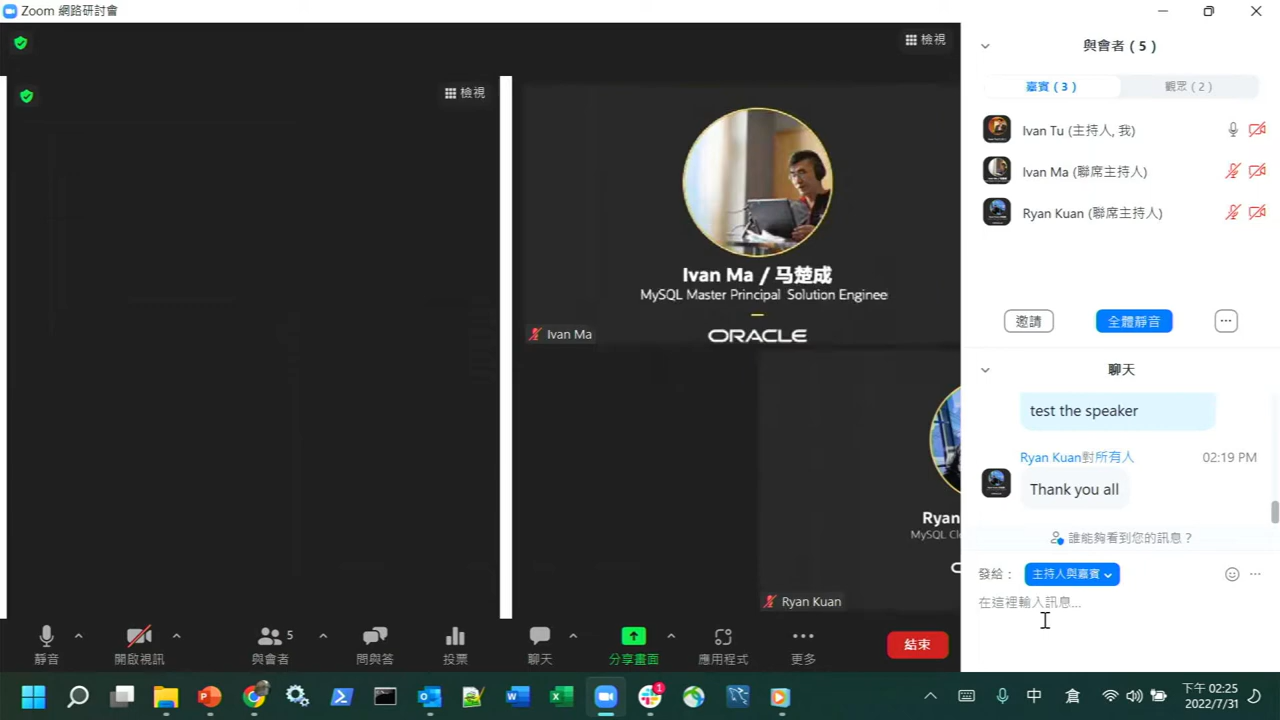 Zoom 網路研討會
檢視
檢視
Ivan Ma / 马楚成
MySQL Master Principal Solution Enginee
ORACLE
Ivan Ma
Ryan
MySQL Cl
Ryan Kuan
靜音
開啟視訊
5
與會者
問與答
投票
聊天
分享畫面
應用程式
更多
結束
與會者 ( 5 )
嘉賓 ( 3 )
觀眾 ( 2 )
Ivan Tu (主持人, 我)
Ivan Ma (聯席主持人)
Ryan Kuan (聯席主持人)
邀請
全體靜音
聊天
test the speaker
Ryan Kuan對所有人
02:19 PM
Thank you all
誰能夠看到您的訊息？
發給：
主持人與嘉賓
在這裡輸入訊息...
1
中
倉
下午 02:25
2022/7/31